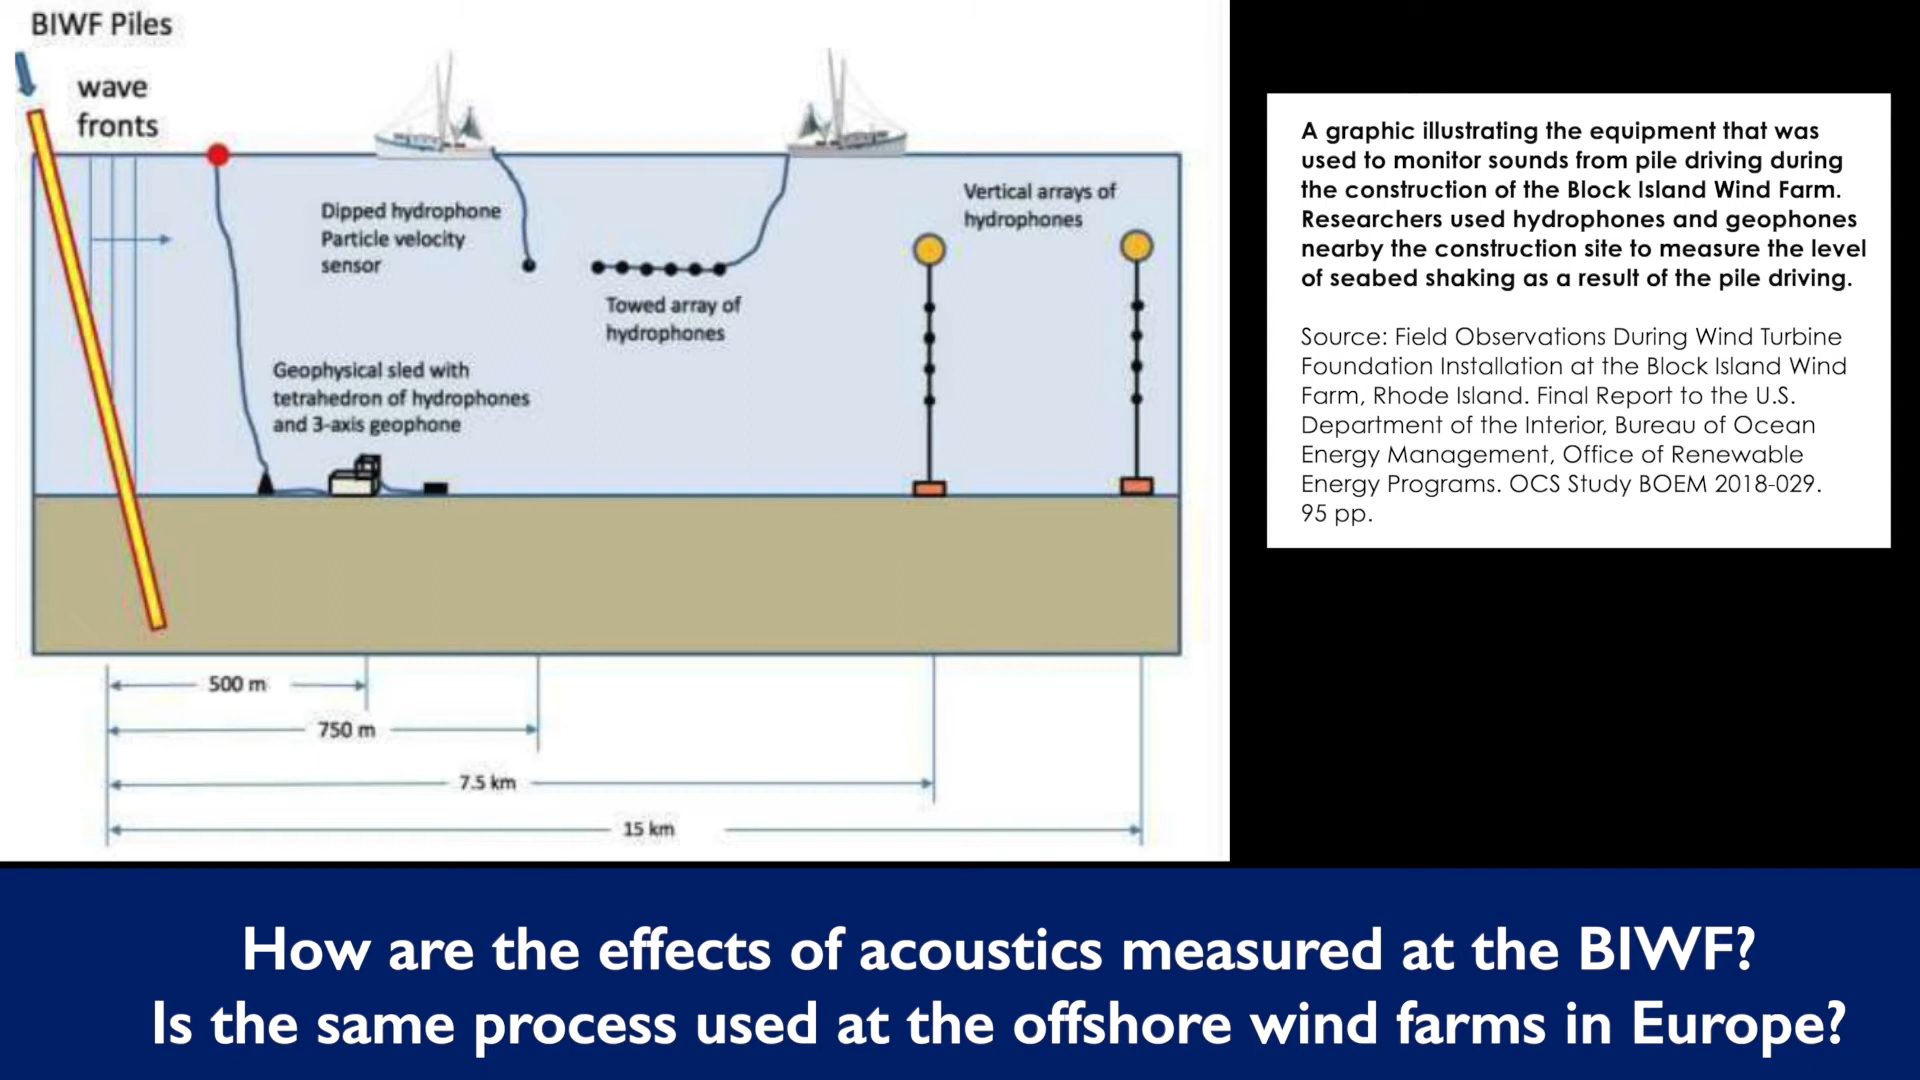 BIWF Piles
wave
fronts
Dipped hydrophone
Particle velocity
sensor
Vertical arrays of
hydrophones
Towed array of
hydrophones
Geophysical sled with
tetrahedron of hydrophones
and 3-axis geophone
500 m
750 m
7.5 km
15 km
A graphic illustrating the equipment that was
used to monitor sounds from pile driving during
the construction of the Block Island Wind Farm.
Researchers used hydrophones and geophones
nearby the construction site to measure the level
of seabed shaking as a result of the pile driving.
Source: Field Observations During Wind Turbine
Foundation Installation at the Block Island Wind
Farm, Rhode Island. Final Report to the U.S.
Department of the Interior, Bureau of Ocean
Energy Management, Office of Renewable
Energy Programs. OCS Study BOEM 2018-029.
95 pp.
How are the effects of acoustics measured at the BIWF?
Is the same process used at the offshore wind farms in Europe?